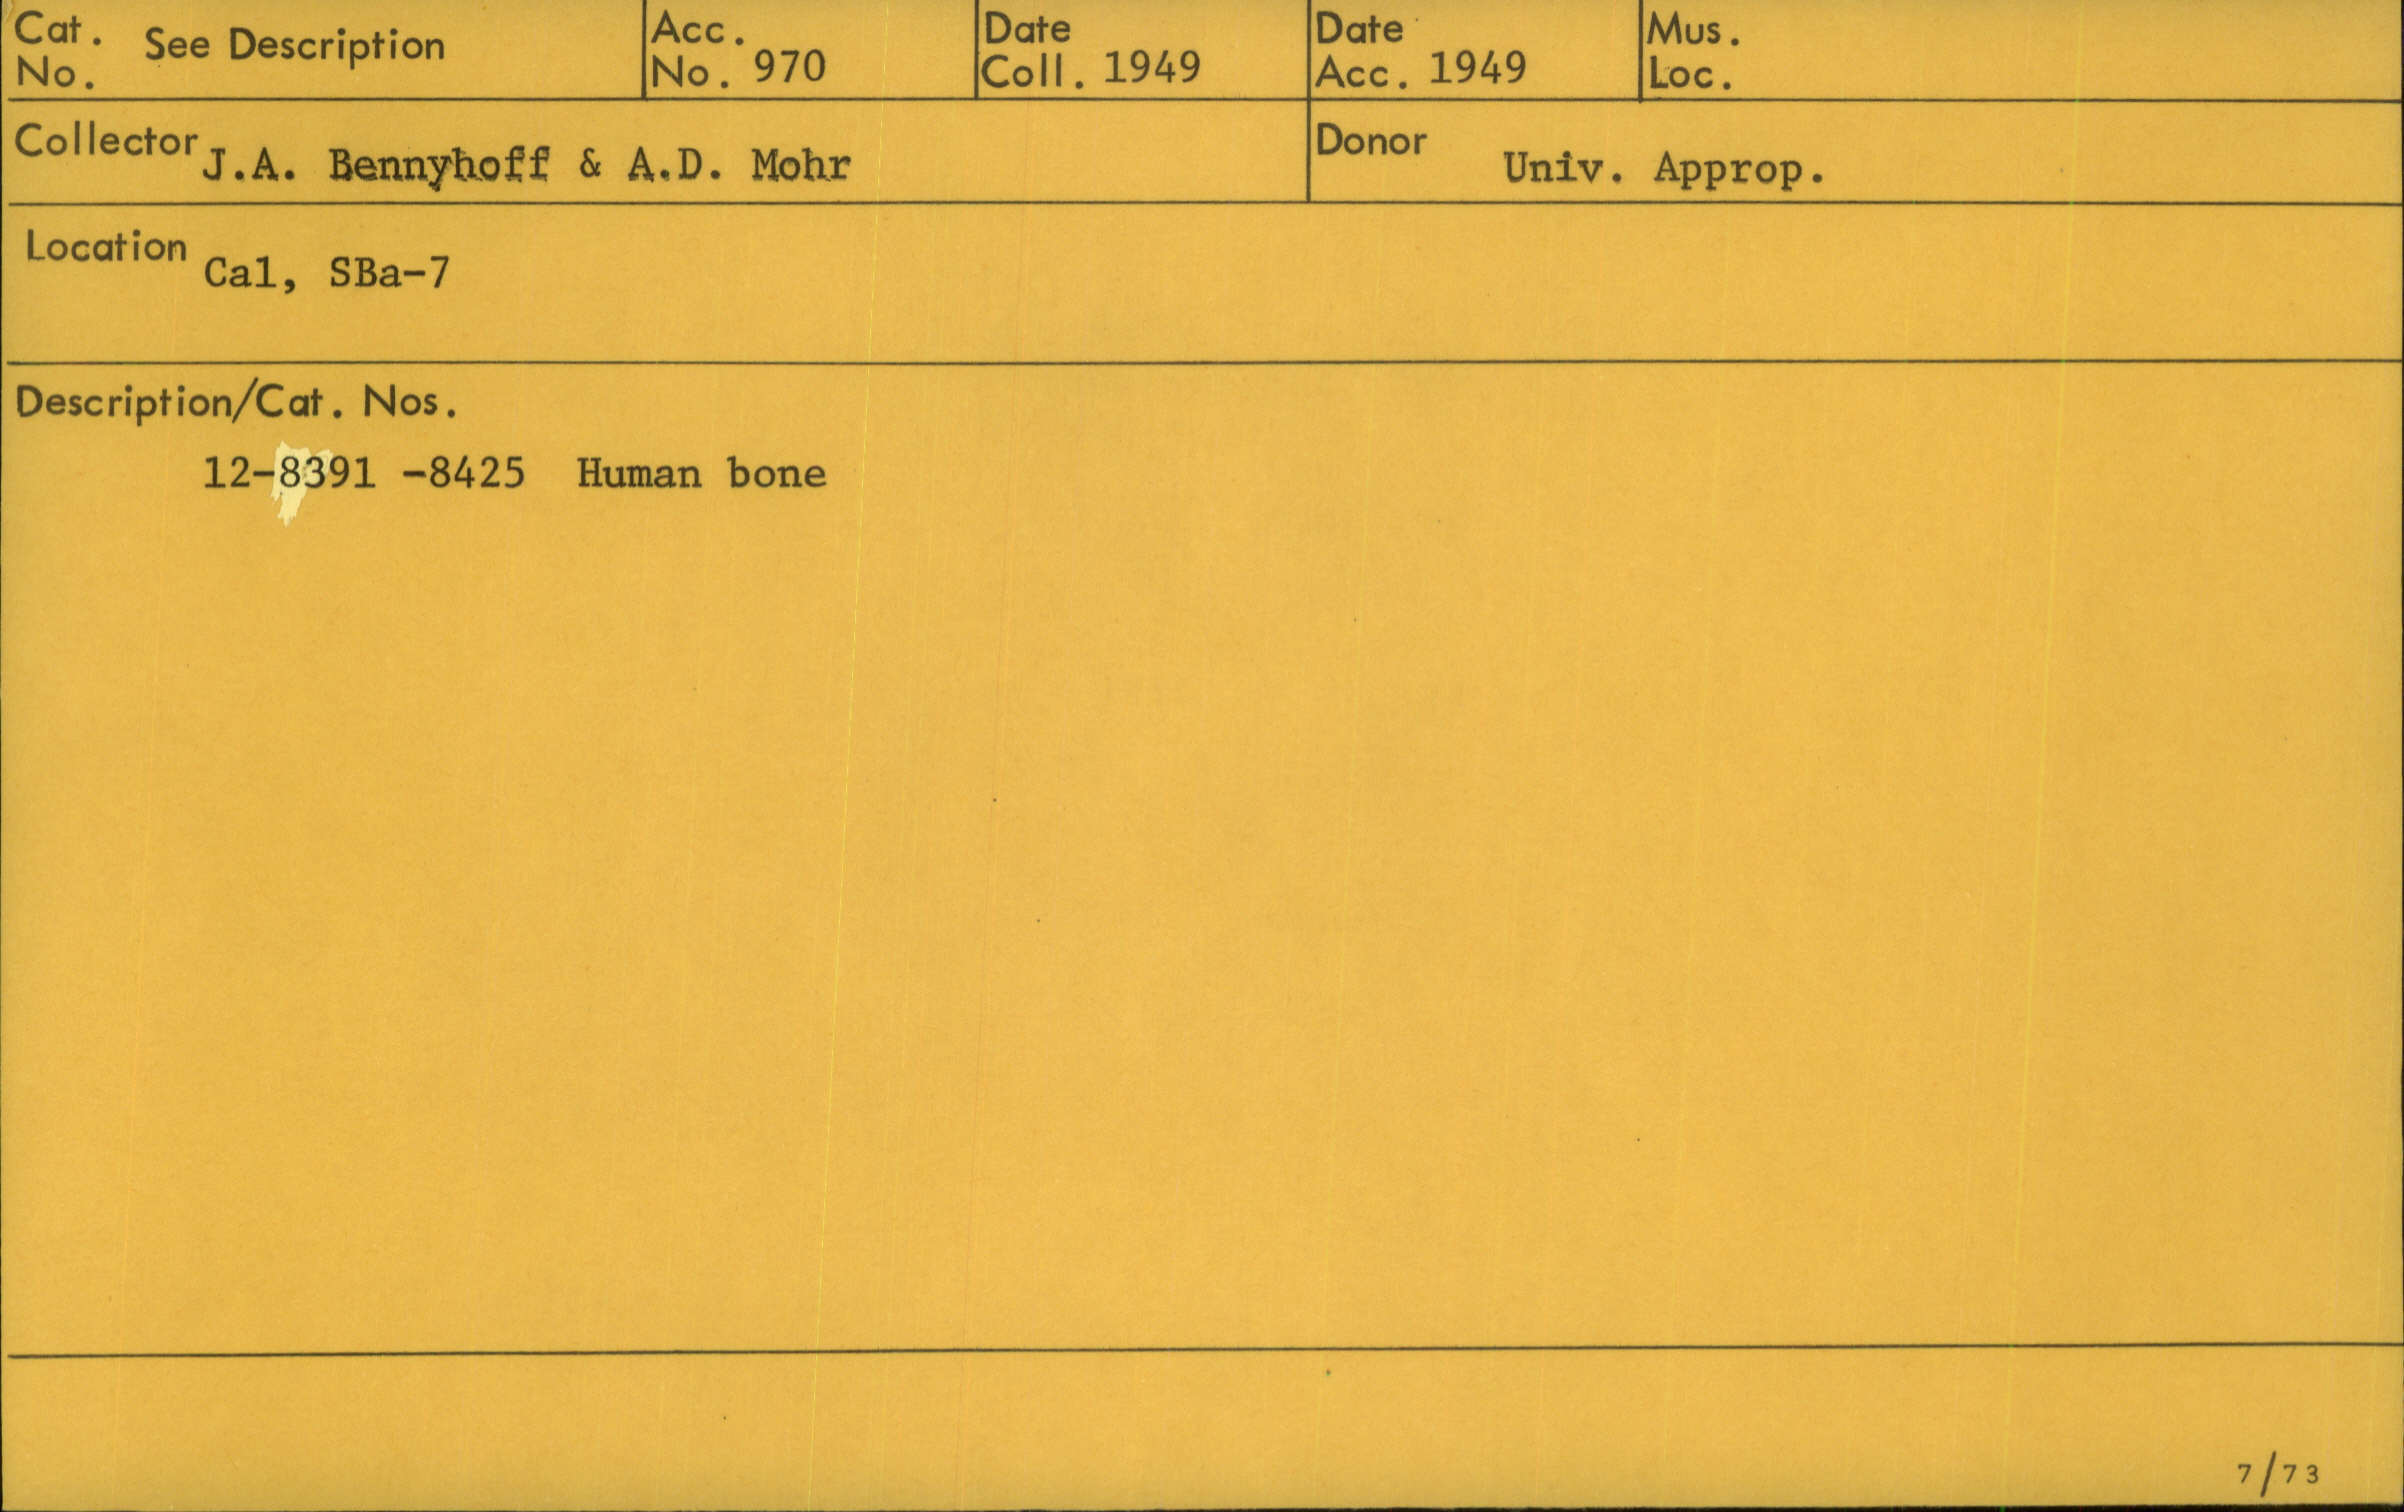 Cat. No. See Description
Acc. No. 970
Date Coll. 1949
Date Acc. 1949
Mus. Loc.
Collector J.A. Bennyhoff & A.D. Mohr
Donor Univ. Approp.
Location Cal, SBa-7
Description/Cat. Nos.
12-8391 -8425 Human bone
7/73